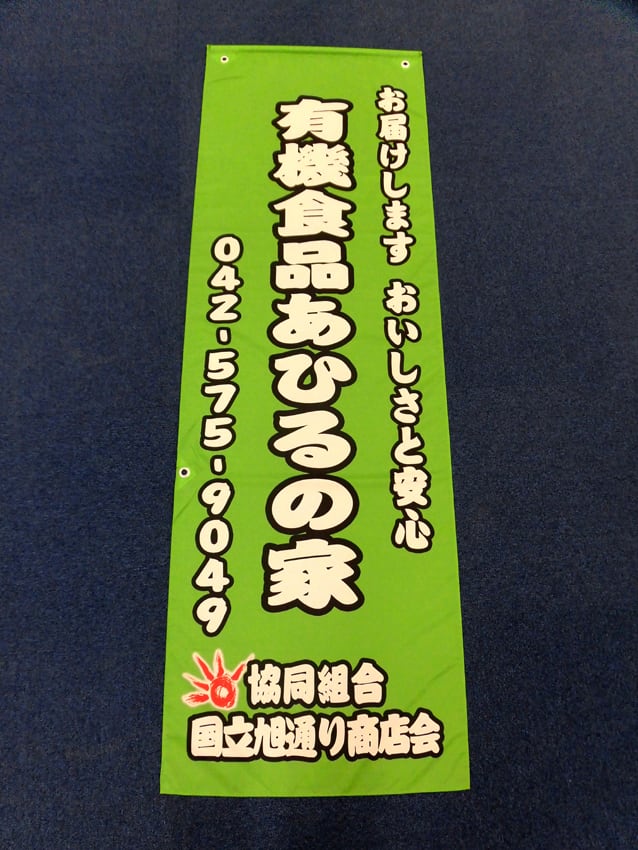 お届けします おいしさと安心
有機食品あひるの家
042-575-9049
協同組合
国立旭通り商店会